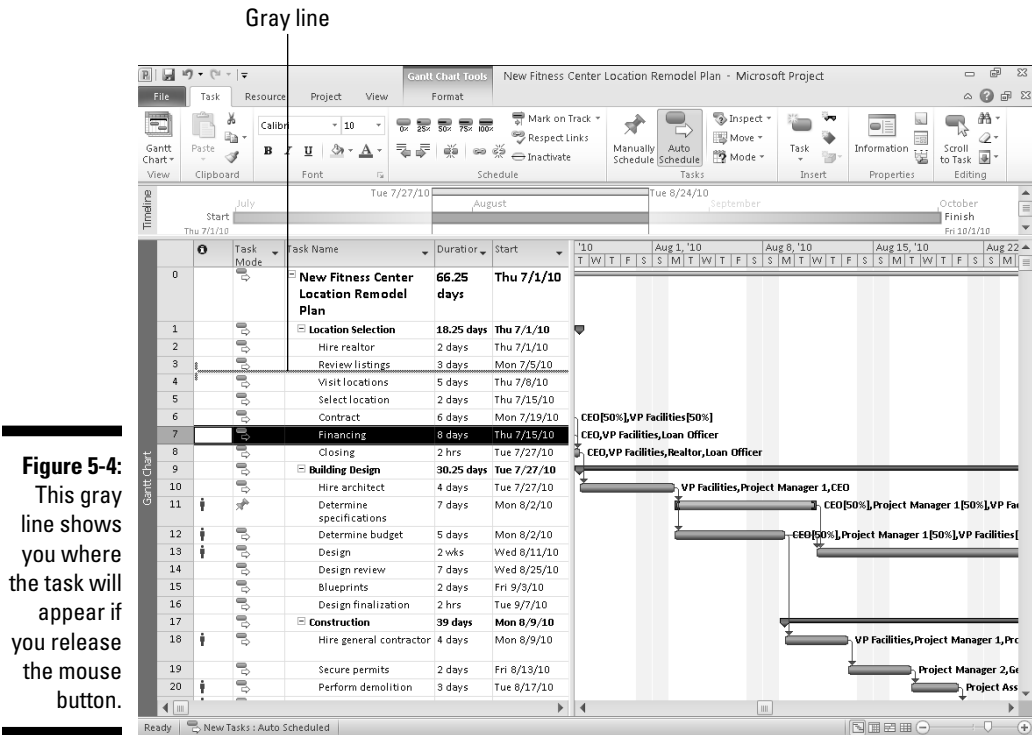 Gray line
Gantt Chart Tools
New Fitness Center Location Remodel Plan - Microsoft Project
File Task Resource Project View Format
Gantt Chart
Paste
Calibri 10
B I U A
0% 25% 50% 75% 100%
Mark on Track
Respect Links
Inactivate
Manually Schedule
Auto Schedule
Inspect
Move
Mode
Task
Information
Scroll to Task
View Clipboard Font Schedule Tasks Insert Properties Editing
Timeline
Tue 7/27/10 Tue 8/24/10
July August September October
Start
Thu 7/1/10
Finish
Fri 10/1/10
Task Mode Task Name Duration Start
'10 Aug 1, '10 Aug 8, '10 Aug 15, '10 Aug 22
T W T F S S M T W T F S S M T W T F S S M T W T F S S M
0 New Fitness Center Location Remodel Plan 66.25 days Thu 7/1/10
1 Location Selection 18.25 days Thu 7/1/10
2 Hire realtor 2 days Thu 7/1/10
3 Review listings 3 days Mon 7/5/10
4 Visit locations 5 days Thu 7/8/10
5 Select location 2 days Thu 7/15/10
6 Contract 6 days Mon 7/19/10 CEO[50%],VP Facilities[50%]
7 Financing 8 days Thu 7/15/10 CEO,VP Facilities,Loan Officer
8 Closing 2 hrs Tue 7/27/10 CEO,VP Facilities,Realtor,Loan Officer
9 Building Design 30.25 days Tue 7/27/10
10 Hire architect 4 days Tue 7/27/10 VP Facilities,Project Manager 1,CEO
11 Determine specifications 7 days Mon 8/2/10 CEO[50%],Project Manager 1[50%],VP Fac
12 Determine budget 5 days Mon 8/2/10 CEO[50%],Project Manager 1[50%],VP Facilities[
13 Design 2 wks Wed 8/11/10
14 Design review 7 days Wed 8/25/10
15 Blueprints 2 days Fri 9/3/10
16 Design finalization 2 hrs Tue 9/7/10
17 Construction 39 days Mon 8/9/10
18 Hire general contractor 4 days Mon 8/9/10 VP Facilities,Project Manager 1,Pro
19 Secure permits 2 days Fri 8/13/10 Project Manager 2,Ge
20 Perform demolition 3 days Tue 8/17/10 Project Ass
Gantt Chart
Ready New Tasks : Auto Scheduled
Figure 5-4:
This gray
line shows
you where
the task will
appear if
you release
the mouse
button.